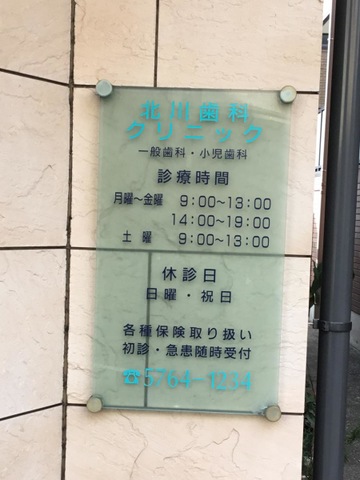 北川歯科
クリニック
一般歯科・小児歯科
診療時間
月曜〜金曜 9:00〜13:00
14:00〜19:00
土 曜 9:00〜13:00
休診日
日曜・祝日
各種保険取り扱い
初診・急患随時受付
☎5764-1234